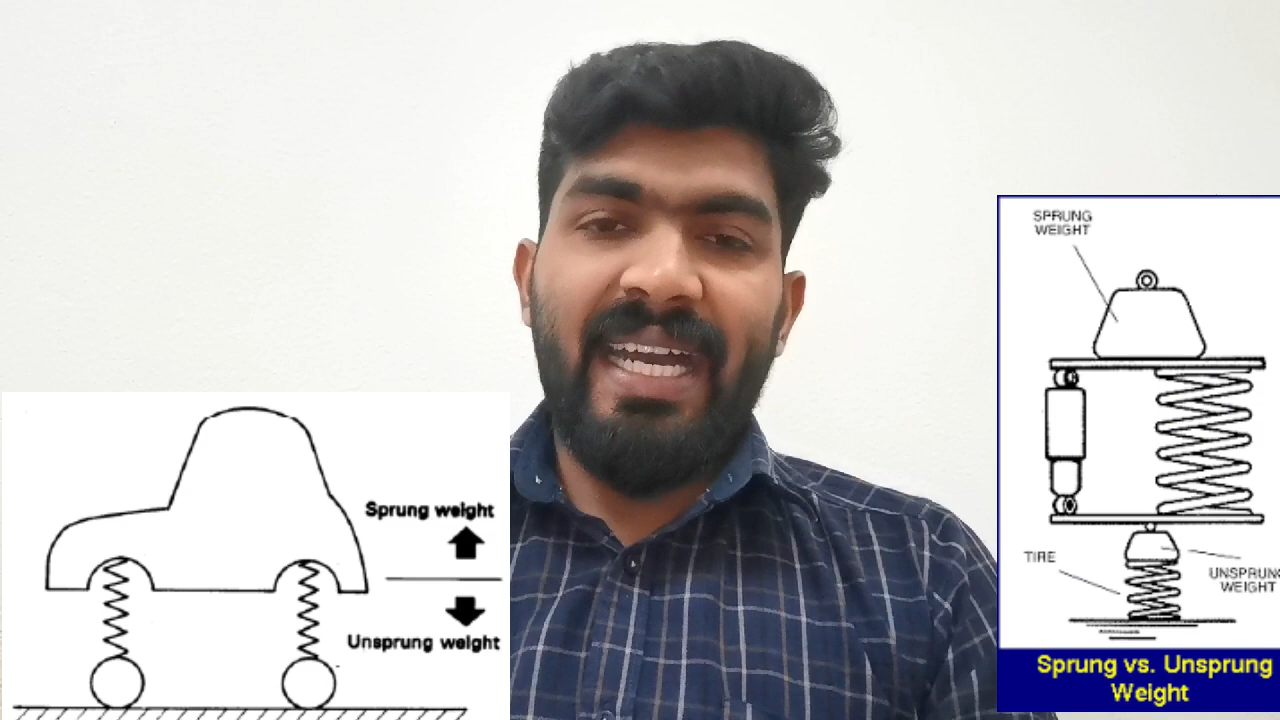 Sprung weight
Unsprung weight
SPRUNG
WEIGHT
TIRE
UNSPRUNG
WEIGHT
Sprung vs. Unsprung
Weight